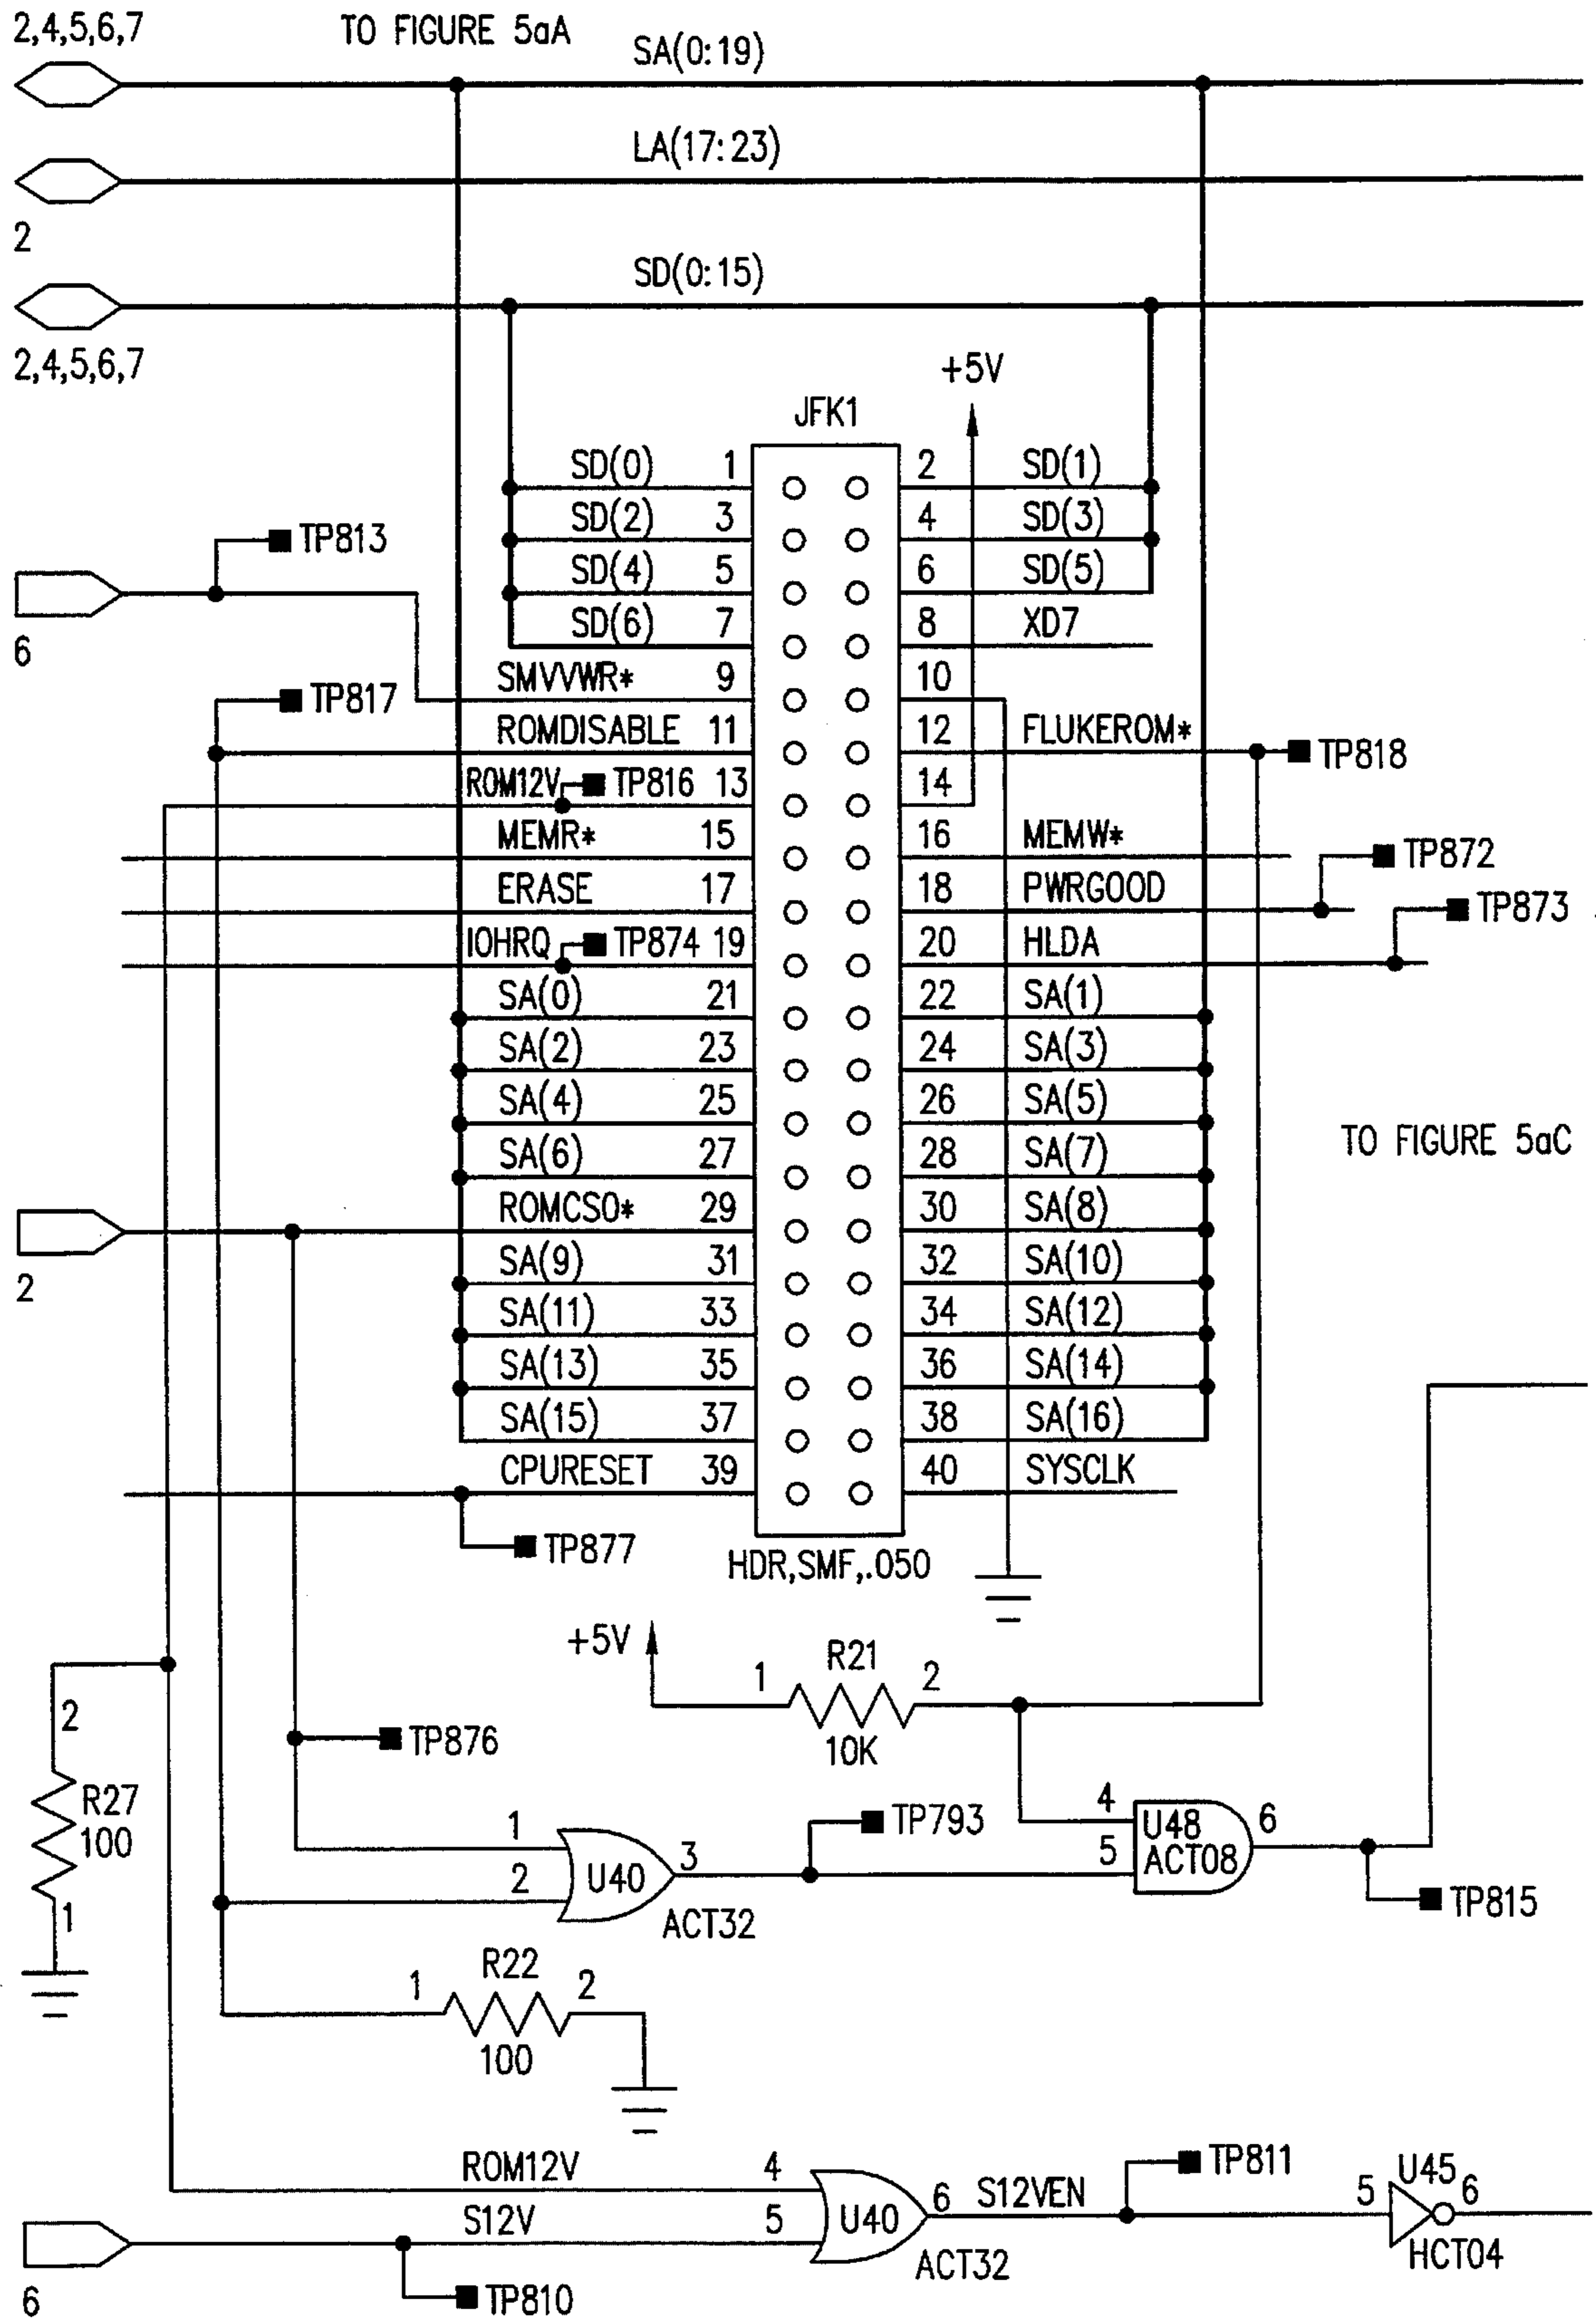 2,4,5,6,7 TO FIGURE 5aA
SA(0:19)
LA(17:23)
2
SD(0:15)
2,4,5,6,7
+5V
JFK1
SD(0) 1 2 SD(1)
SD(2) 3 4 SD(3)
TP813
SD(4) 5 6 SD(5)
6
SD(6) 7 8 XD7
SMVVWR* 9 10
TP817
ROMDISABLE 11 12 FLUKEROM* TP818
ROM12V TP816 13 14
MEMR* 15 16 MEMW* TP872
ERASE 17 18 PWRGOOD TP873
IOHRQ TP874 19 20 HLDA
SA(0) 21 22 SA(1)
SA(2) 23 24 SA(3)
SA(4) 25 26 SA(5)
TO FIGURE 5aC
SA(6) 27 28 SA(7)
ROMCS0* 29 30 SA(8)
2
SA(9) 31 32 SA(10)
SA(11) 33 34 SA(12)
SA(13) 35 36 SA(14)
SA(15) 37 38 SA(16)
CPURESET 39 40 SYSCLK
TP877
HDR,SMF,.050
+5V
1 R21 2
10K
2
TP876
R27
100
1
1 TP793 4 U48 6
2 U40 3 5 ACT08
ACT32
TP815
1 R22 2
100
ROM12V 4 TP811
S12V 5 U40 6 S12VEN 5 U45 6
ACT32 HCT04
6
TP810